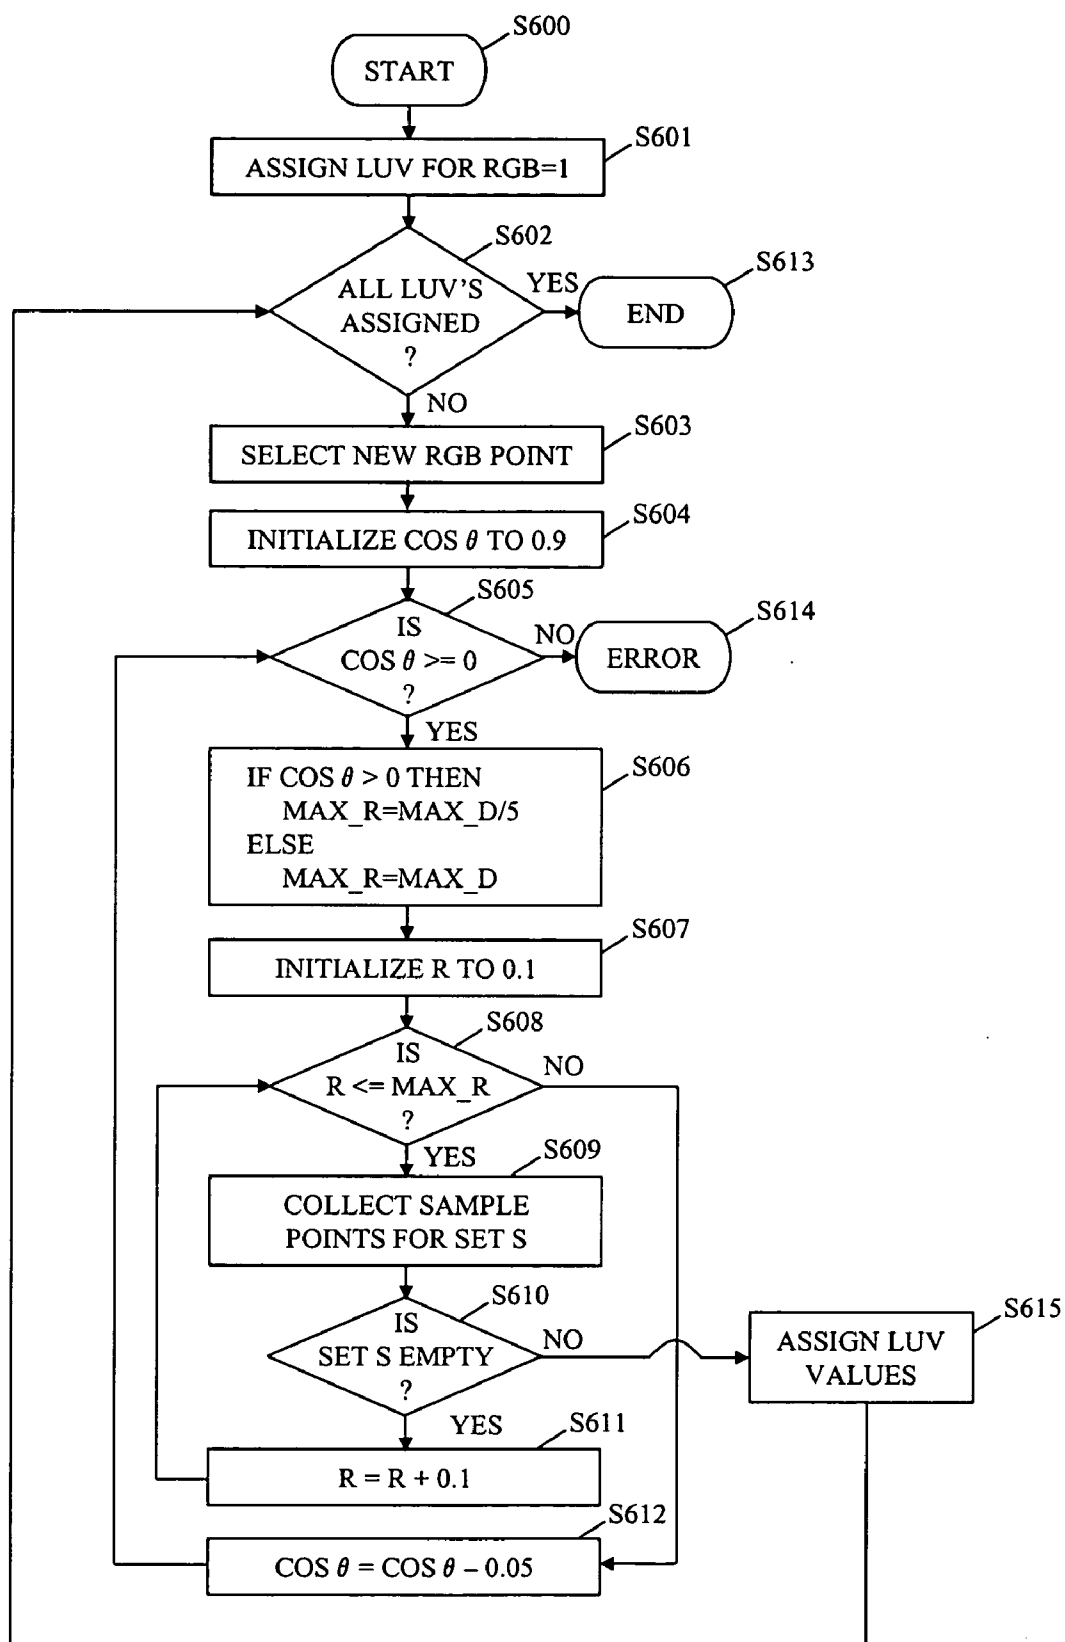 S600
START
S601
ASSIGN LUV FOR RGB=1
S602
ALL LUV'S
ASSIGNED
?
YES
S613
END
NO
S603
SELECT NEW RGB POINT
S604
INITIALIZE COS θ TO 0.9
S605
IS
COS θ >= 0
?
NO
S614
ERROR
YES
S606
IF COS θ > 0 THEN
MAX_R=MAX_D/5
ELSE
MAX_R=MAX_D
S607
INITIALIZE R TO 0.1
S608
IS
R <= MAX_R
?
NO
YES
S609
COLLECT SAMPLE
POINTS FOR SET S
S610
IS
SET S EMPTY
?
NO
S615
ASSIGN LUV
VALUES
YES
S611
R = R + 0.1
S612
COS θ = COS θ – 0.05